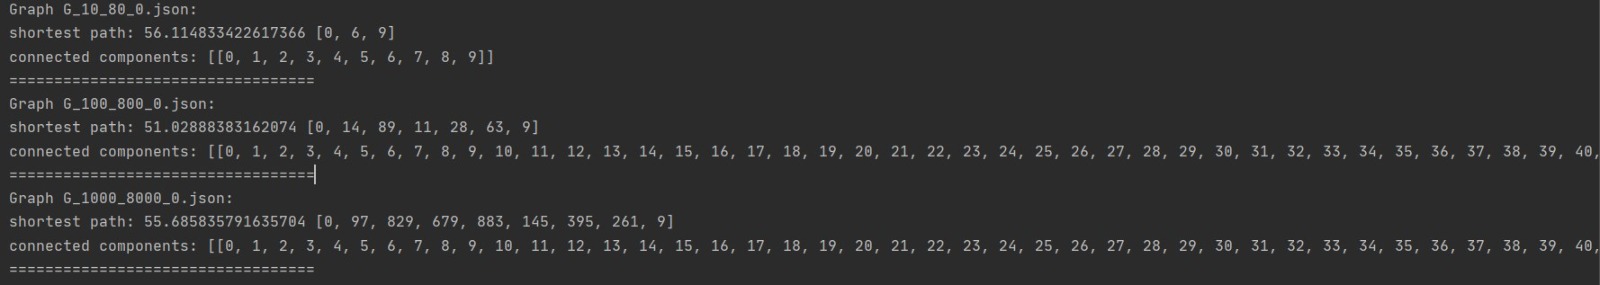 Graph G_10_80_0.json:
shortest path: 56.114833422617366 [0, 6, 9]
connected components: [[0, 1, 2, 3, 4, 5, 6, 7, 8, 9]]
==================================
Graph G_100_800_0.json:
shortest path: 51.02888383162074 [0, 14, 89, 11, 28, 63, 9]
connected components: [[0, 1, 2, 3, 4, 5, 6, 7, 8, 9, 10, 11, 12, 13, 14, 15, 16, 17, 18, 19, 20, 21, 22, 23, 24, 25, 26, 27, 28, 29, 30, 31, 32, 33, 34, 35, 36, 37, 38, 39, 40,
==================================
Graph G_1000_8000_0.json:
shortest path: 55.685835791635704 [0, 97, 829, 679, 883, 145, 395, 261, 9]
connected components: [[0, 1, 2, 3, 4, 5, 6, 7, 8, 9, 10, 11, 12, 13, 14, 15, 16, 17, 18, 19, 20, 21, 22, 23, 24, 25, 26, 27, 28, 29, 30, 31, 32, 33, 34, 35, 36, 37, 38, 39, 40,
==================================